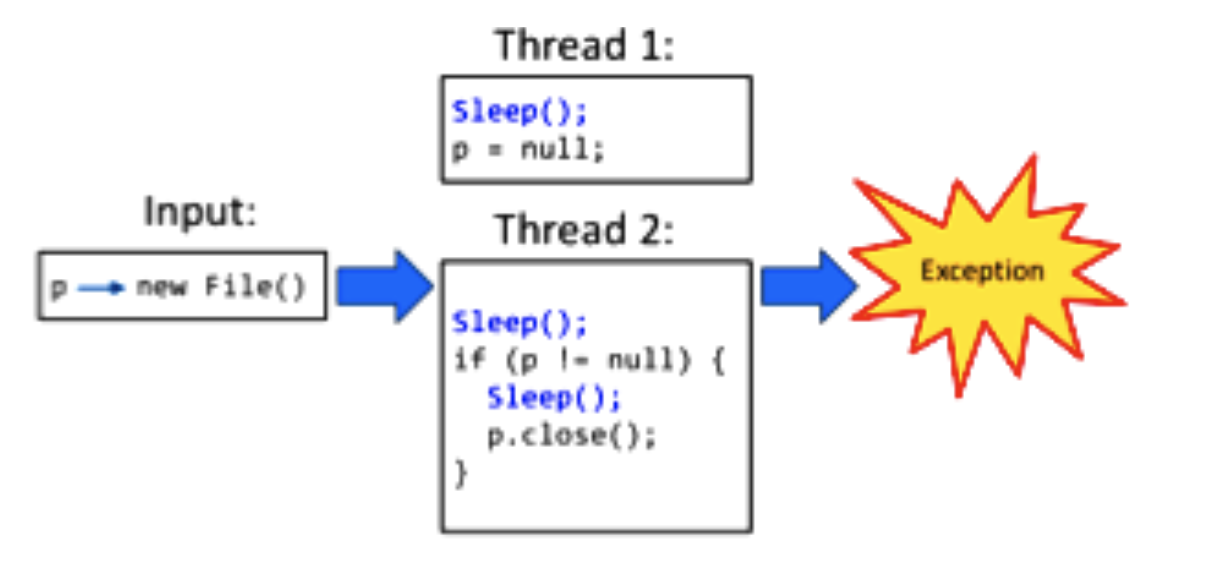 Thread 1:
Sleep();
p = null;
Input:
p → new File()
Thread 2:
Sleep();
if (p != null) {
Sleep();
p.close();
}
Exception